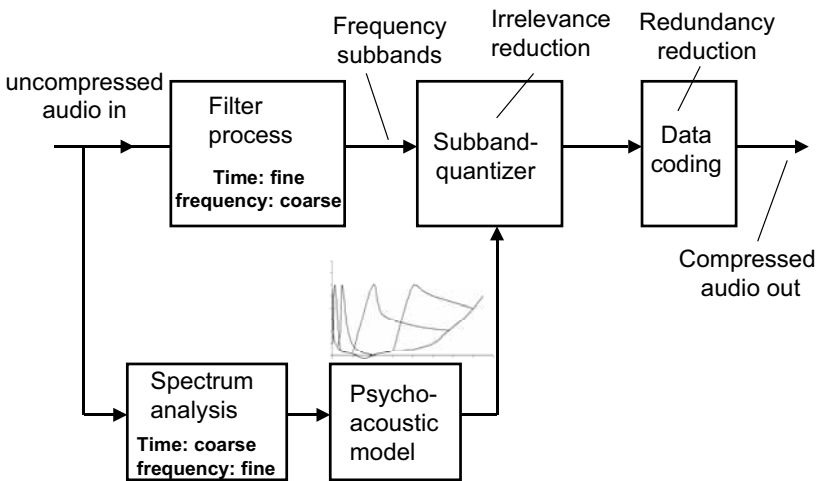 Frequency
subbands
Irrelevance
reduction
Redundancy
reduction
uncompressed
audio in
Filter
process
Time: fine
frequency: coarse
Subband-
quantizer
Data
coding
Compressed
audio out
Spectrum
analysis
Time: coarse
frequency: fine
Psycho-
acoustic
model